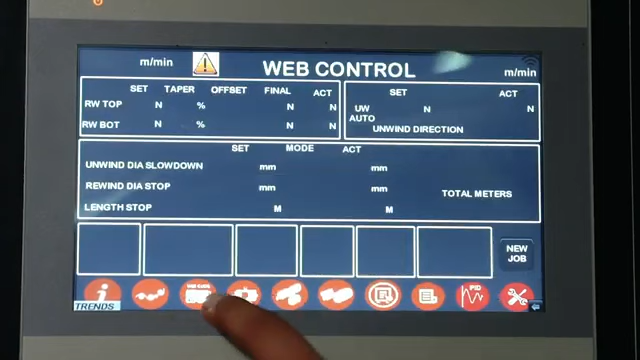 m/min WEB CONTROL m/min
SET TAPER OFFSET FINAL ACT
RW TOP N % N N
RW BOT N % N N
SET ACT
UW N N
AUTO
UNWIND DIRECTION
SET MODE ACT
UNWIND DIA SLOWDOWN mm mm
REWIND DIA STOP mm mm
TOTAL METERS
LENGTH STOP M M
NEW
JOB
PID
TRENDS